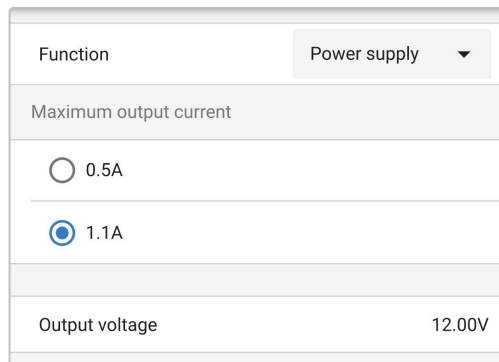 Function Power supply
Maximum output current
0.5A
1.1A
Output voltage 12.00V